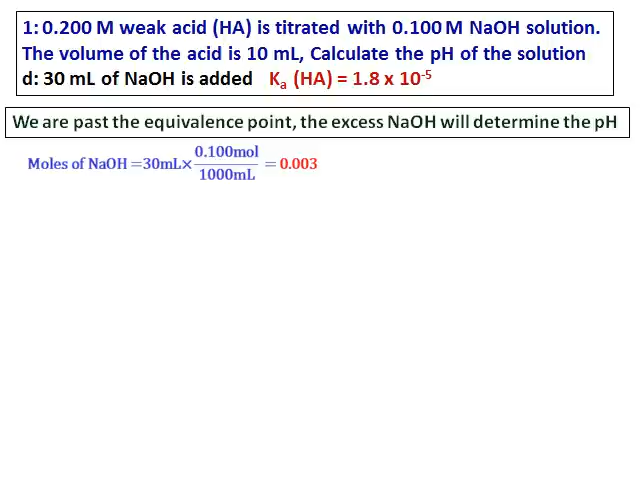 1: 0.200 M weak acid (HA) is titrated with 0.100 M NaOH solution.
The volume of the acid is 10 mL, Calculate the pH of the solution
d: 30 mL of NaOH is added Kₐ (HA) = 1.8 x 10⁻⁵
We are past the equivalence point, the excess NaOH will determine the pH
Moles of NaOH =30mL× 0.100mol / 1000mL = 0.003